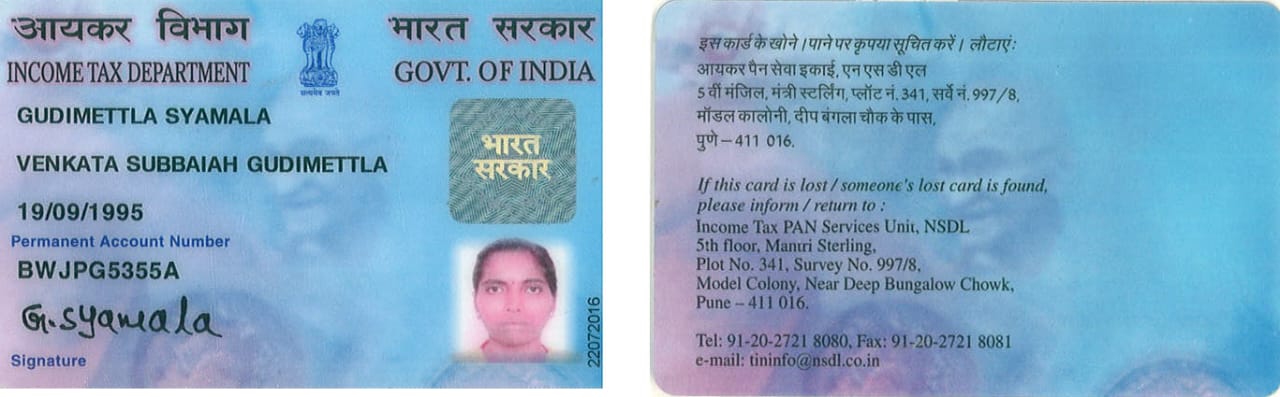 आयकर विभाग
INCOME TAX DEPARTMENT
सत्यमेव जयते
भारत सरकार
GOVT. OF INDIA
GUDIMETTLA SYAMALA
VENKATA SUBBAIAH GUDIMETTLA
19/09/1995
Permanent Account Number
BWJPG5355A
G.syamala
Signature
भारत
सरकार
22072016
इस कार्ड के खोने / पाने पर कृपया सूचित करें / लौटाएं:
आयकर पैन सेवा इकाई, एन एस डी एल
5 वीं मंजिल, मंत्री स्टर्लिंग, प्लॉट नं. 341, सर्वे नं. 997/8,
मॉडल कालोनी, दीप बंगला चौक के पास,
पुणे – 411 016.
If this card is lost / someone's lost card is found,
please inform / return to :
Income Tax PAN Services Unit, NSDL
5th floor, Mantri Sterling,
Plot No. 341, Survey No. 997/8,
Model Colony, Near Deep Bungalow Chowk,
Pune – 411 016.
Tel: 91-20-2721 8080, Fax: 91-20-2721 8081
e-mail: tininfo@nsdl.co.in